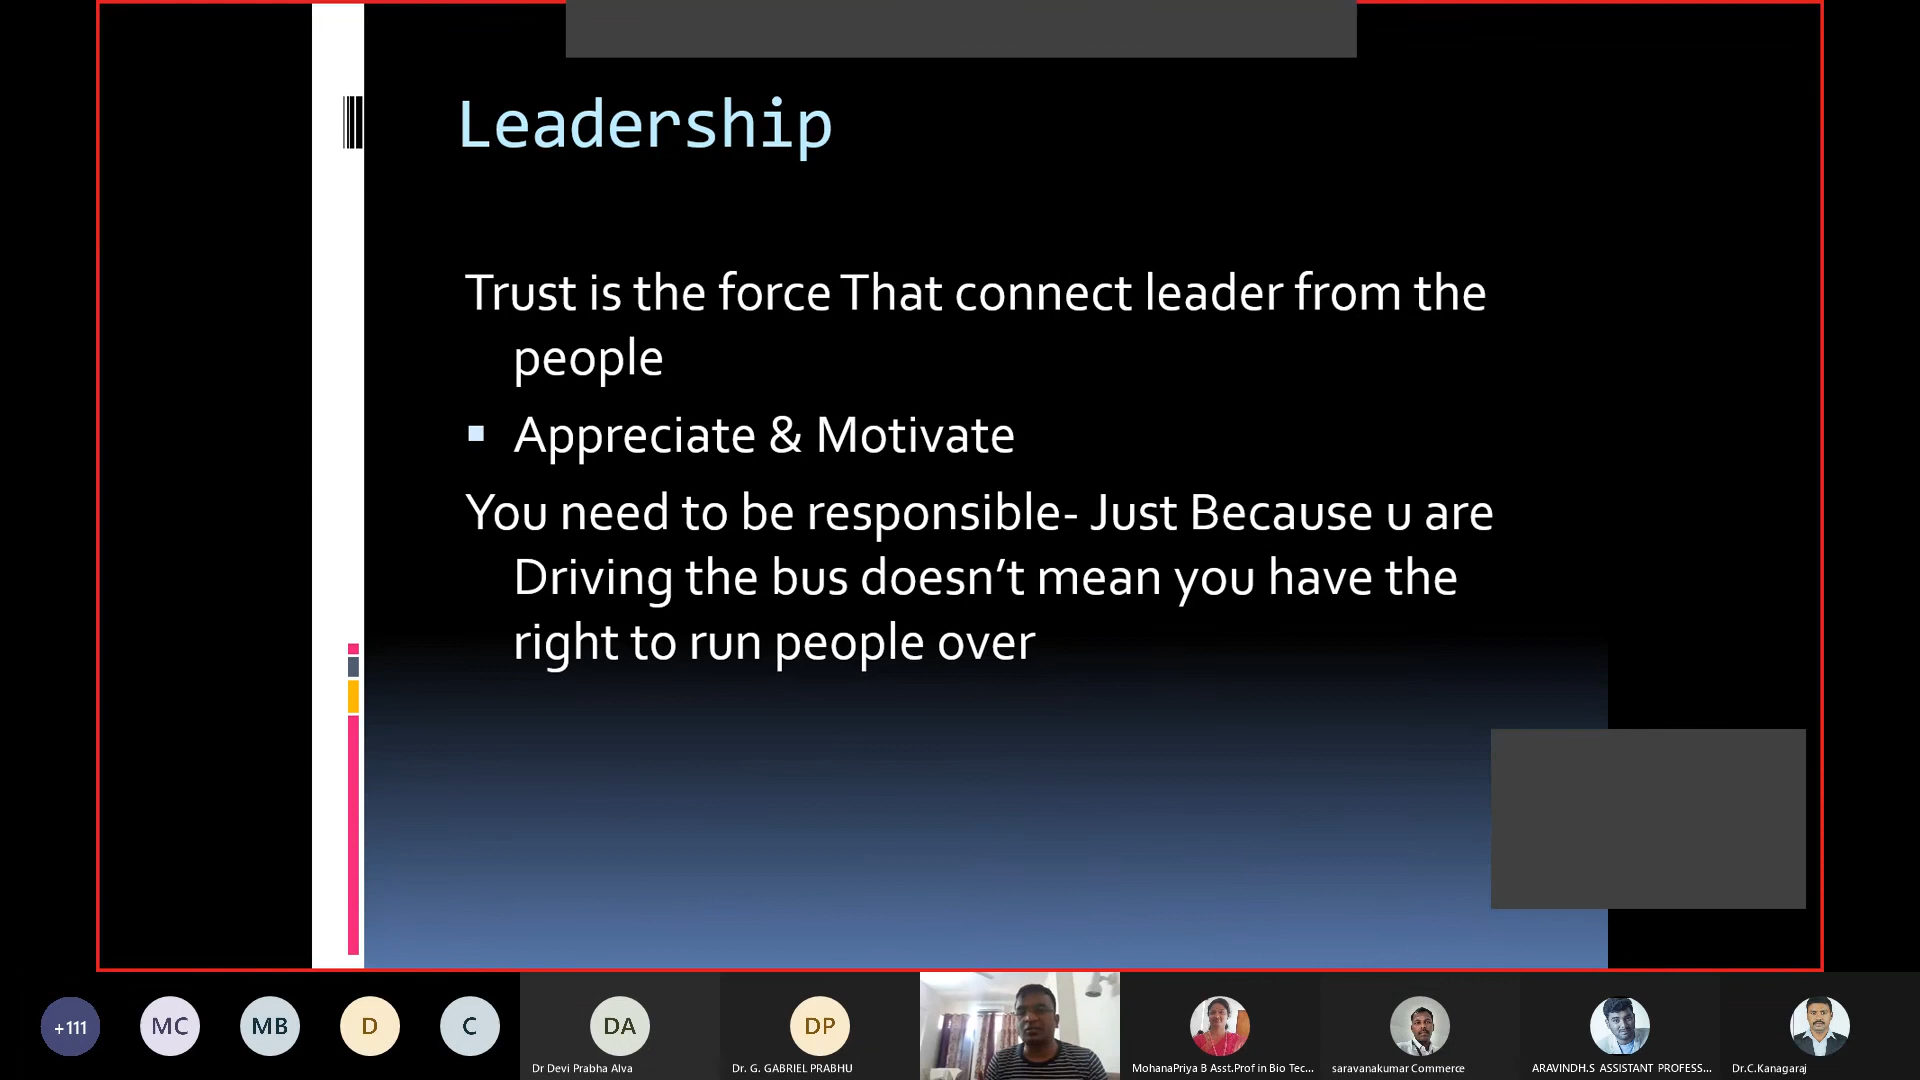 Leadership
Trust is the force That connect leader from the
people
Appreciate & Motivate
You need to be responsible- Just Because u are
Driving the bus doesn’t mean you have the
right to run people over
+111
MC
MB
D
C
DA
DP
Dr Devi Prabha Alva
Dr. G. GABRIEL PRABHU
MohanaPriya B Asst.Prof in Bio Tec...
saravanakumar Commerce
ARAVINDH.S ASSISTANT PROFESS...
Dr.C.Kanagaraj